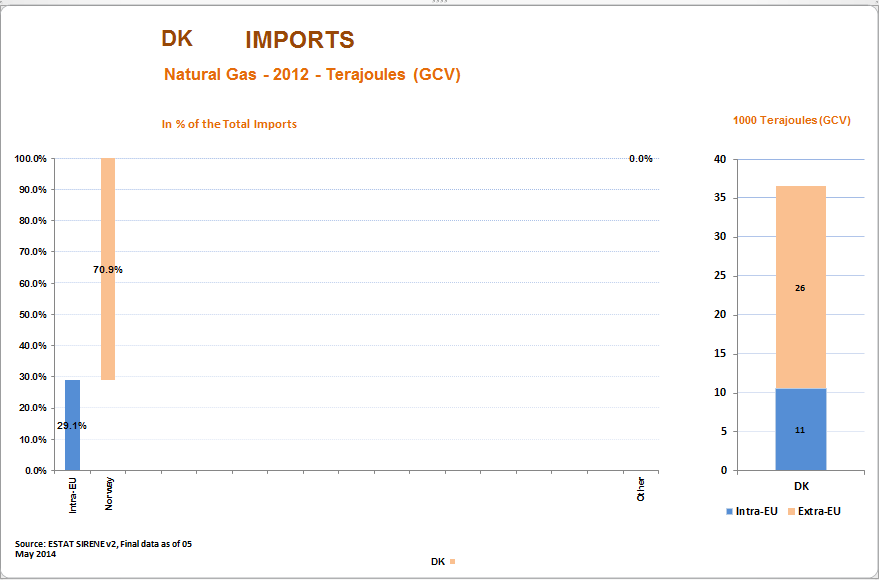 DK IMPORTS
Natural Gas - 2012 - Terajoules (GCV)
In % of the Total Imports
100.0%
90.0%
80.0%
70.0%
60.0%
50.0%
40.0%
30.0%
20.0%
10.0%
0.0%
29.1%
70.9%
0.0%
Intra-EU
Norway
Other
1000 Terajoules (GCV)
40
35
30
25
20
15
10
5
0
26
11
DK
Intra-EU Extra-EU
Source: ESTAT SIRENE v2, Final data as of 05
May 2014
DK